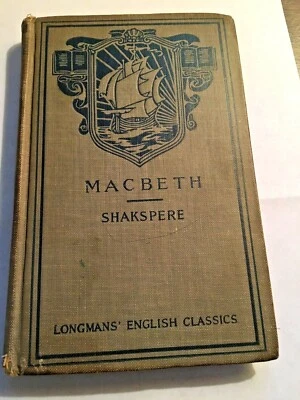 MACBETH
SHAKSPERE
LONGMANS' ENGLISH CLASSICS